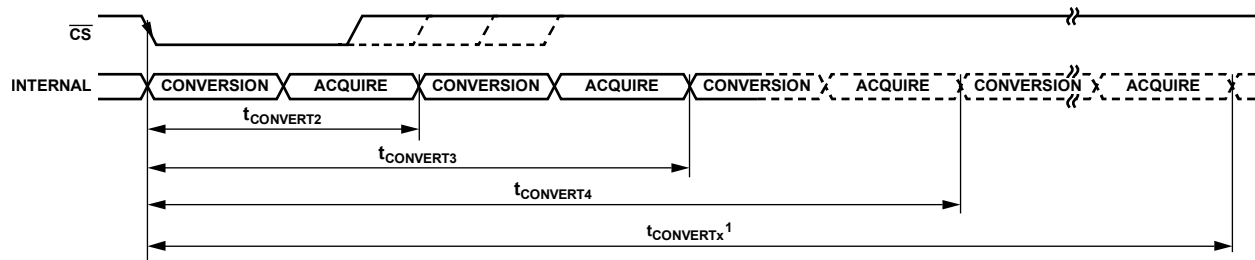 CS
INTERNAL CONVERSION ACQUIRE CONVERSION ACQUIRE CONVERSION ACQUIRE CONVERSION ACQUIRE
tCONVERT2
tCONVERT3
tCONVERT4
tCONVERTx1